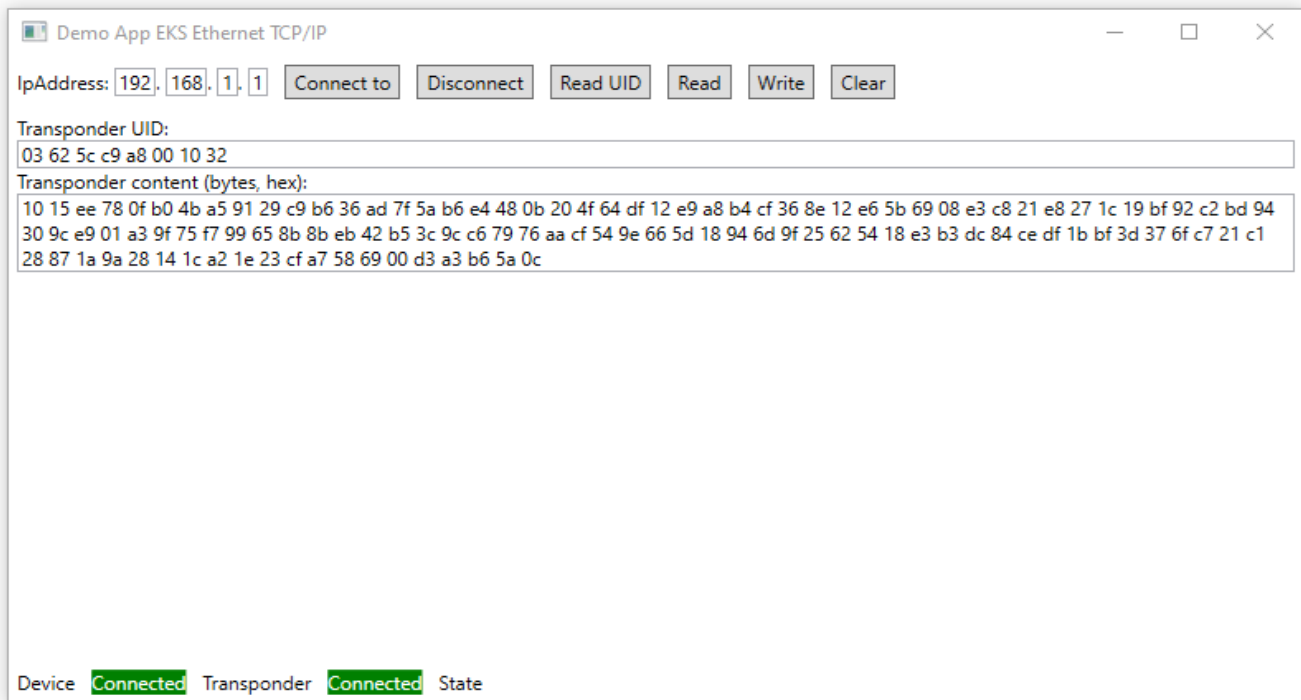 Demo App EKS Ethernet TCP/IP
IpAddress: 192. 168. 1. 1 Connect to Disconnect Read UID Read Write Clear
Transponder UID:
03 62 5c c9 a8 00 10 32
Transponder content (bytes, hex):
10 15 ee 78 0f b0 4b a5 91 29 c9 b6 36 ad 7f 5a b6 e4 48 0b 20 4f 64 df 12 e9 a8 b4 cf 36 8e 12 e6 5b 69 08 e3 c8 21 e8 27 1c 19 bf 92 c2 bd 94
30 9c e9 01 a3 9f 75 f7 99 65 8b 8b eb 42 b5 3c 9c c6 79 76 aa cf 54 9e 66 5d 18 94 6d 9f 25 62 54 18 e3 b3 dc 84 ce df 1b bf 3d 37 6f c7 21 c1
28 87 1a 9a 28 14 1c a2 1e 23 cf a7 58 69 00 d3 a3 b6 5a 0c
Device Connected Transponder Connected State